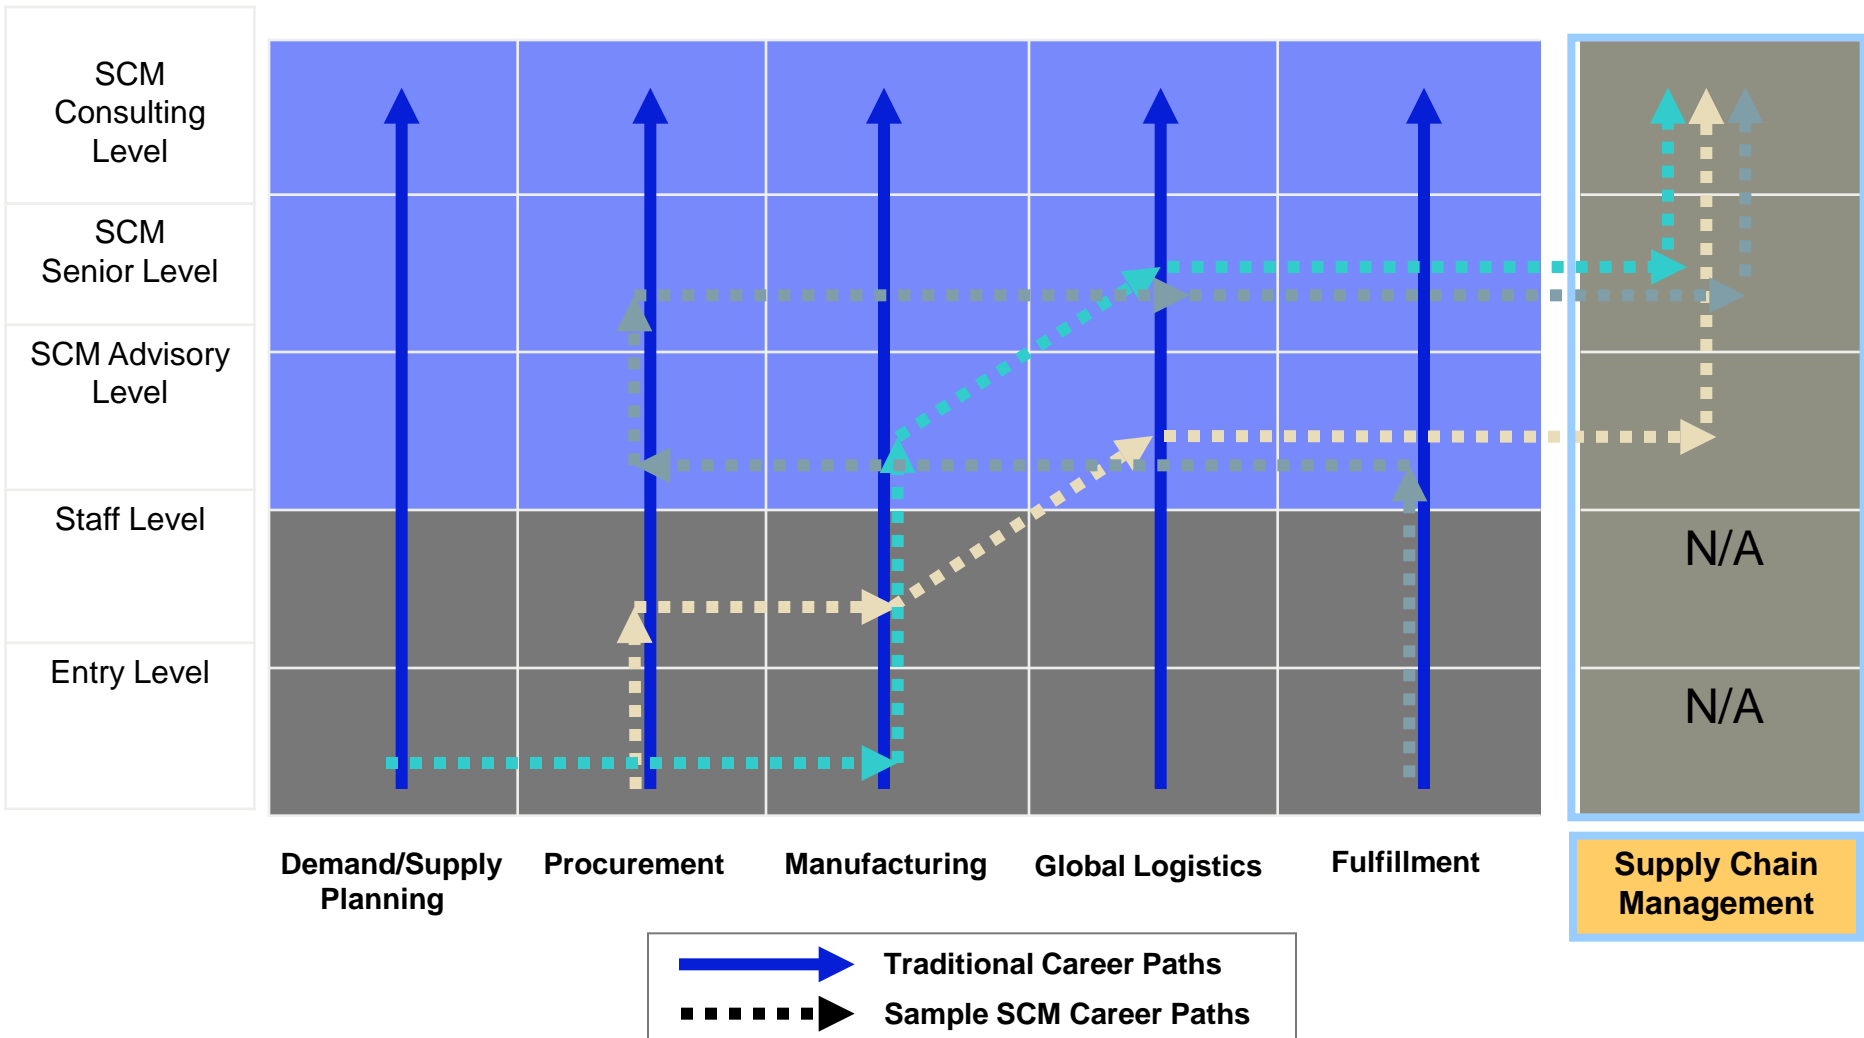 SCM
Consulting
Level
SCM
Senior Level
SCM Advisory
Level
Staff Level
N/A
Entry Level
N/A
Demand/Supply
Planning
Procurement
Manufacturing
Global Logistics
Fulfillment
Supply Chain
Management
Traditional Career Paths
Sample SCM Career Paths